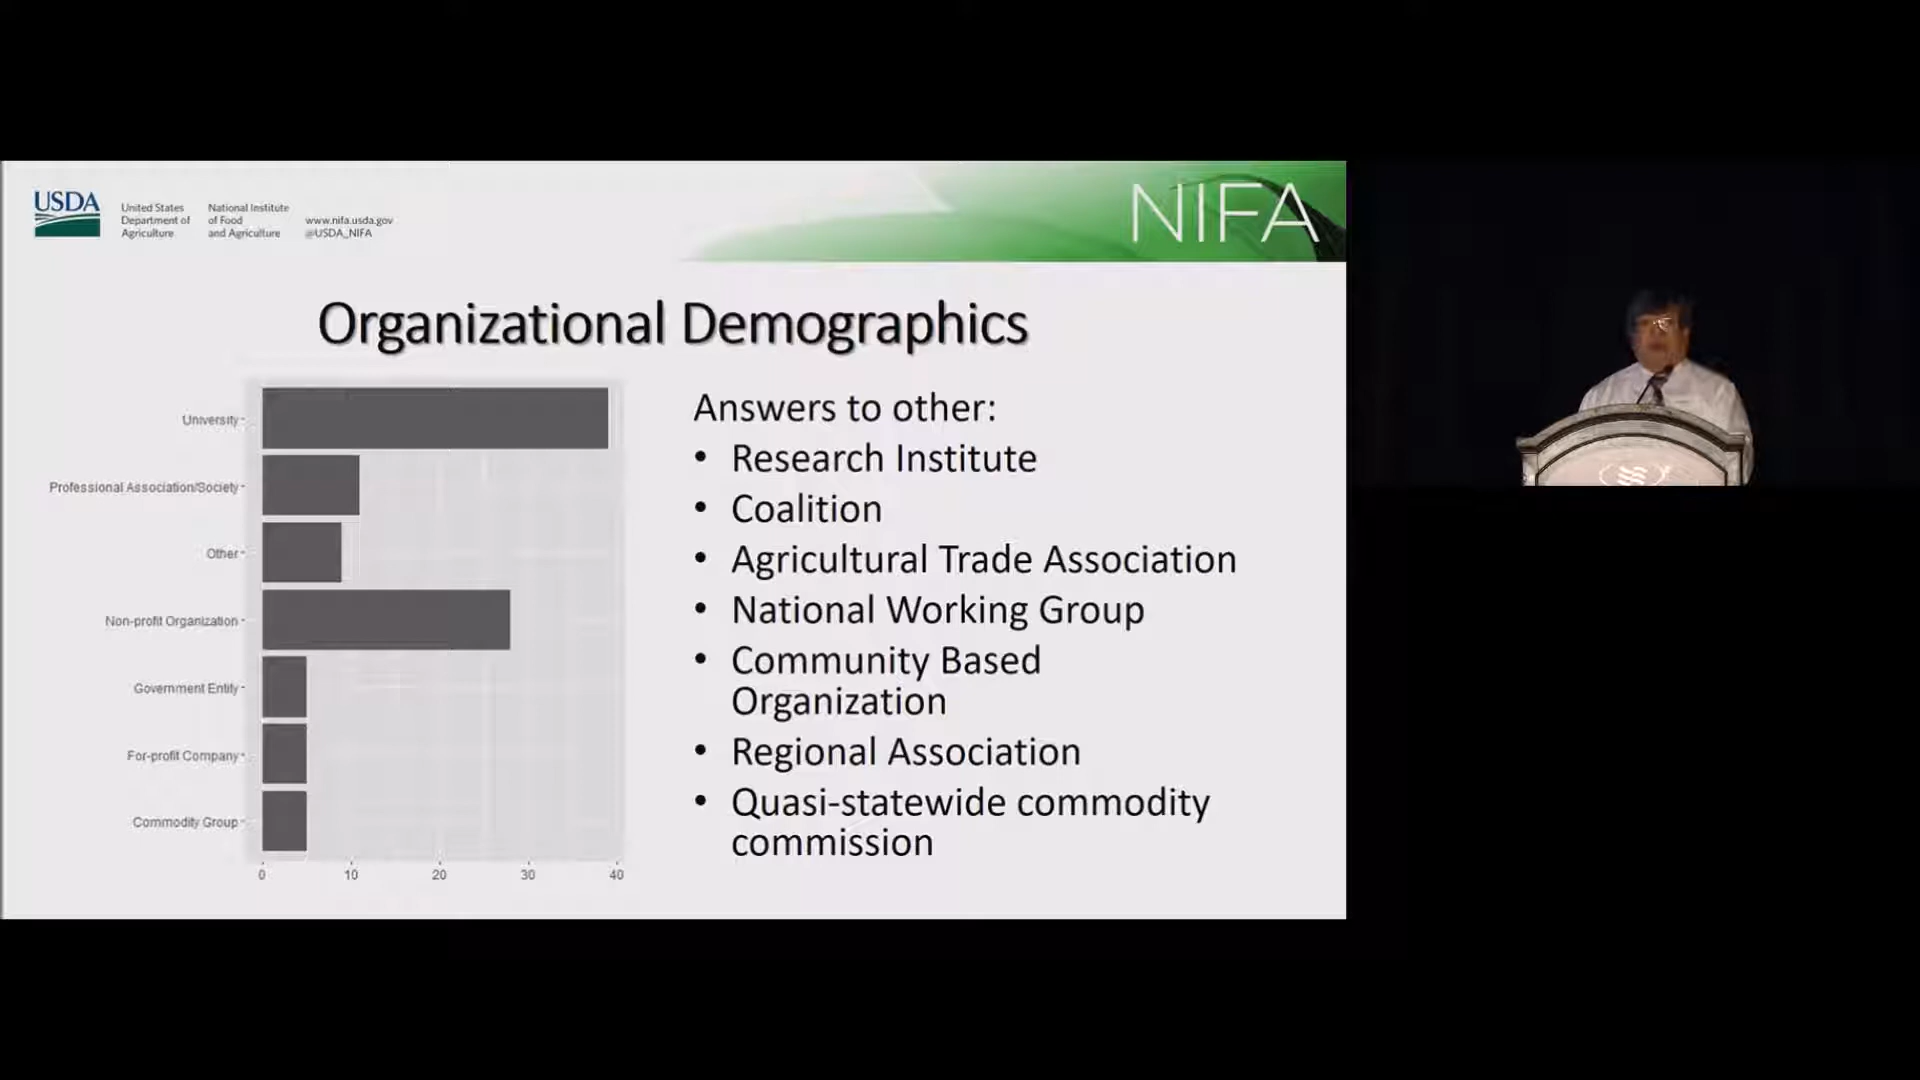 USDA
United States
Department of
Agriculture
National Institute
of Food
and Agriculture
www.nifa.usda.gov
@USDA_NIFA
NIFA
Organizational Demographics
University
Professional Association/Society
Other
Non-profit Organization
Government Entity
For-profit Company
Commodity Group
0 10 20 30 40
Answers to other:
• Research Institute
• Coalition
• Agricultural Trade Association
• National Working Group
• Community Based
Organization
• Regional Association
• Quasi-statewide commodity
commission